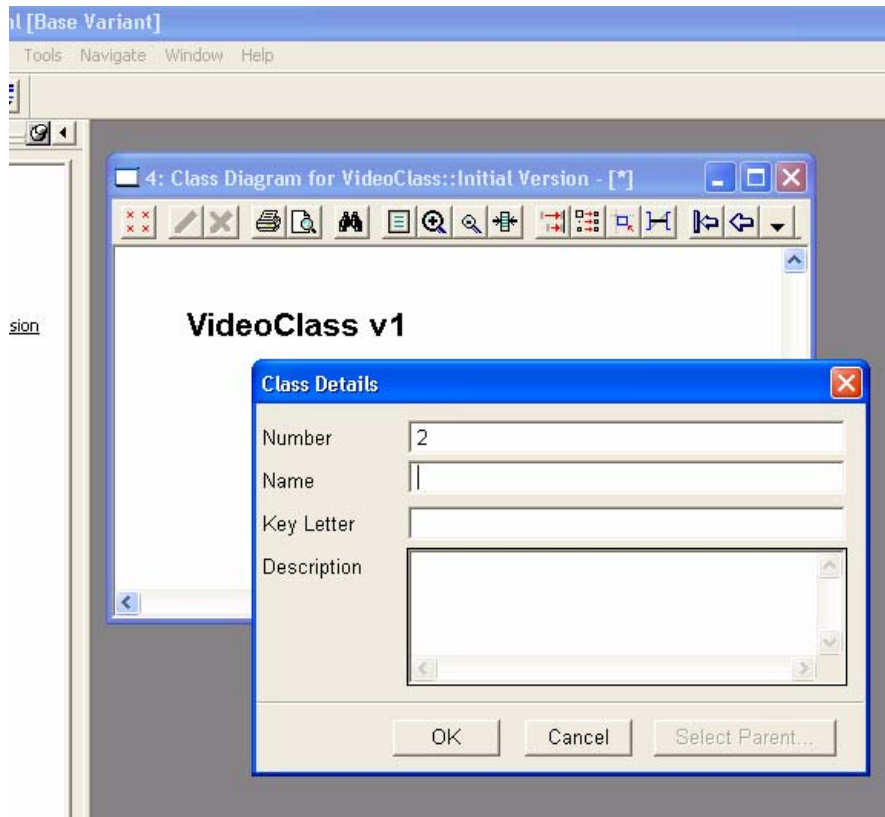 [Base Variant]
Tools Navigate Window Help
4: Class Diagram for VideoClass::Initial Version - [*]
sion
VideoClass v1
Class Details
Number 2
Name
Key Letter
Description
OK Cancel Select Parent...